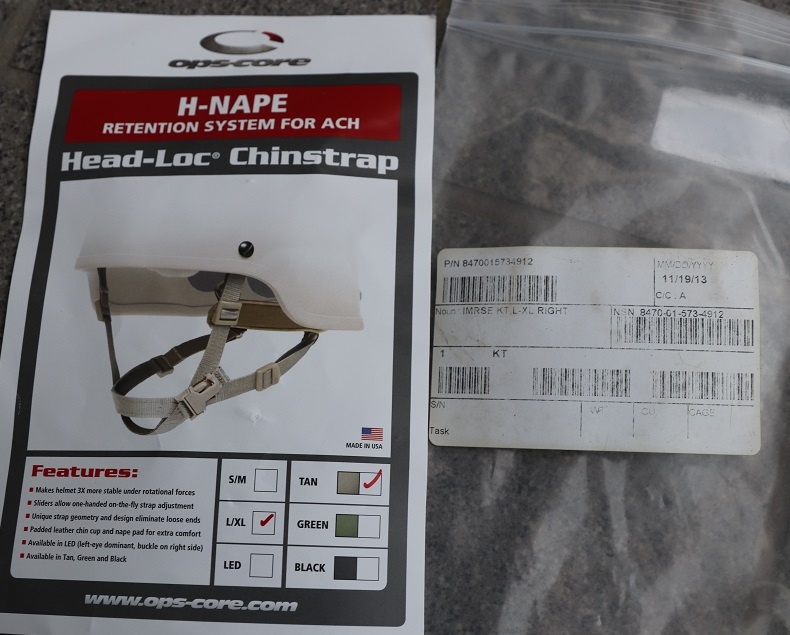 ops-core
H-NAPE
RETENTION SYSTEM FOR ACH
Head-Loc® Chinstrap
MADE IN USA
Features:
Makes helmet 3X more stable under rotational forces
Sliders allow one-handed on-the-fly strap adjustment
Unique strap geometry and design eliminate loose ends
Padded leather chin cup and nape pad for extra comfort
Available in LED (left-eye dominant, buckle on right side)
Available in Tan, Green and Black
S/M
L/XL
LED
TAN
GREEN
BLACK
www.ops-core.com
P/N 8470015734912
MM/DD/YYYY
11/19/13
C/C : A
IMRSE KT,L-XL RIGHT
NSN 8470-01-573-4912
1 KT
S/N
CAGE
Task